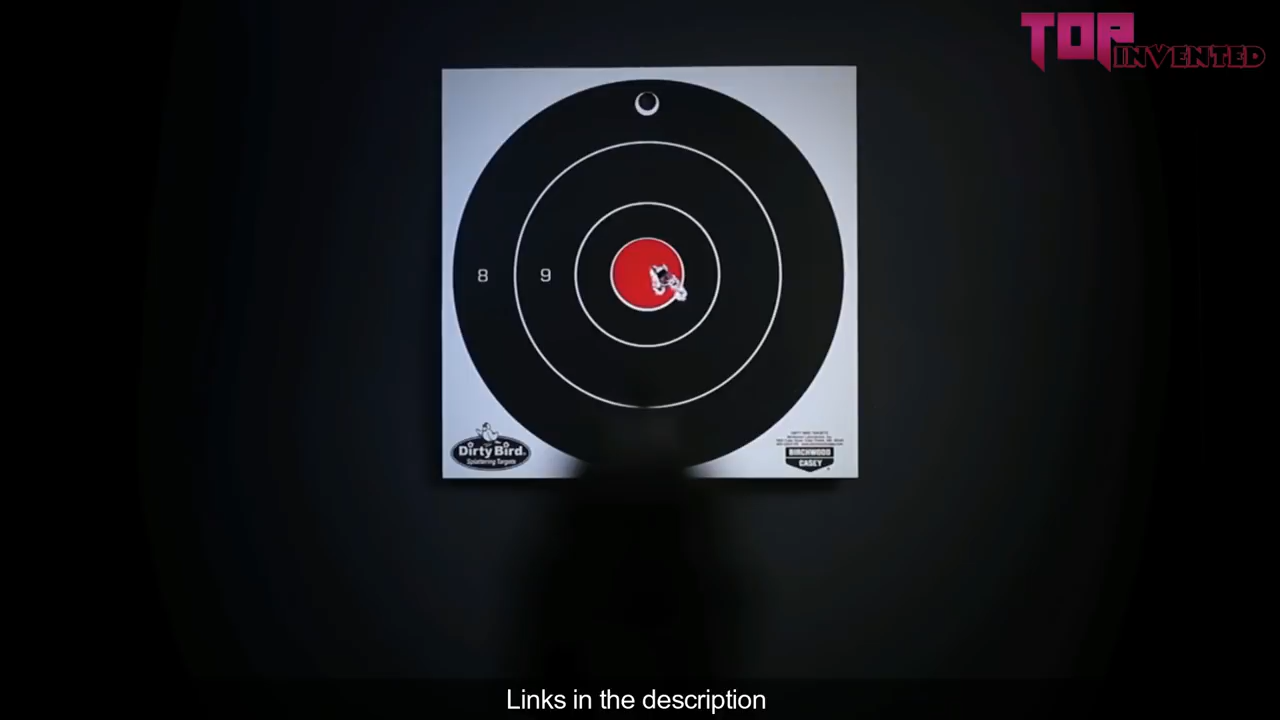 TOP
INVENTED
8 9
Dirty Bird.
Splattering Targets
BIRCHWOOD
CASEY
Links in the description